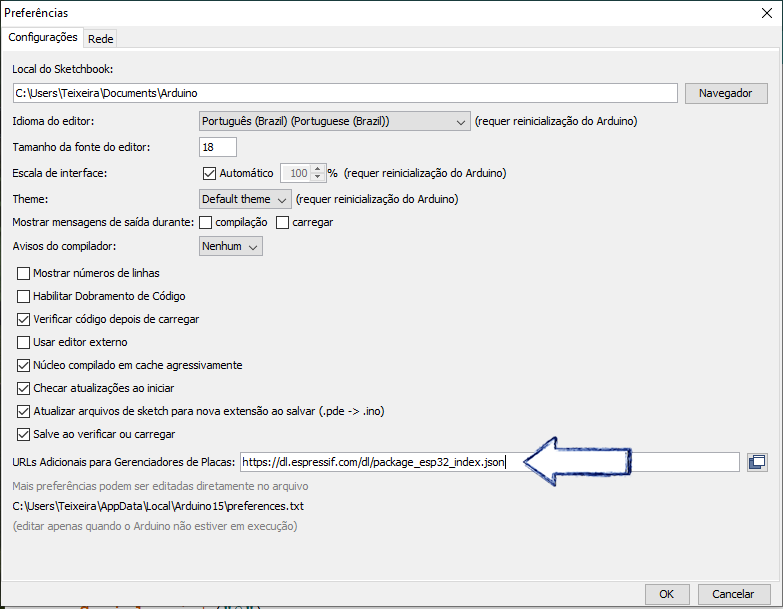 Preferências
Configurações Rede
Local do Sketchbook:
C:\Users\Teixeira\Documents\Arduino Navegador
Idioma do editor: Português (Brazil) (Portuguese (Brazil)) (requer reinicialização do Arduino)
Tamanho da fonte do editor: 18
Escala de interface: Automático 100 % (requer reinicialização do Arduino)
Theme: Default theme (requer reinicialização do Arduino)
Mostrar mensagens de saída durante: compilação carregar
Avisos do compilador: Nenhum
Mostrar números de linhas
Habilitar Dobramento de Código
Verificar código depois de carregar
Usar editor externo
Núcleo compilado em cache agressivamente
Checar atualizações ao iniciar
Atualizar arquivos de sketch para nova extensão ao salvar (.pde -> .ino)
Salve ao verificar ou carregar
URLs Adicionais para Gerenciadores de Placas: https://dl.espressif.com/dl/package_esp32_index.json
Mais preferências podem ser editadas diretamente no arquivo
C:\Users\Teixeira\AppData\Local\Arduino15\preferences.txt
(editar apenas quando o Arduino não estiver em execução)
OK Cancelar